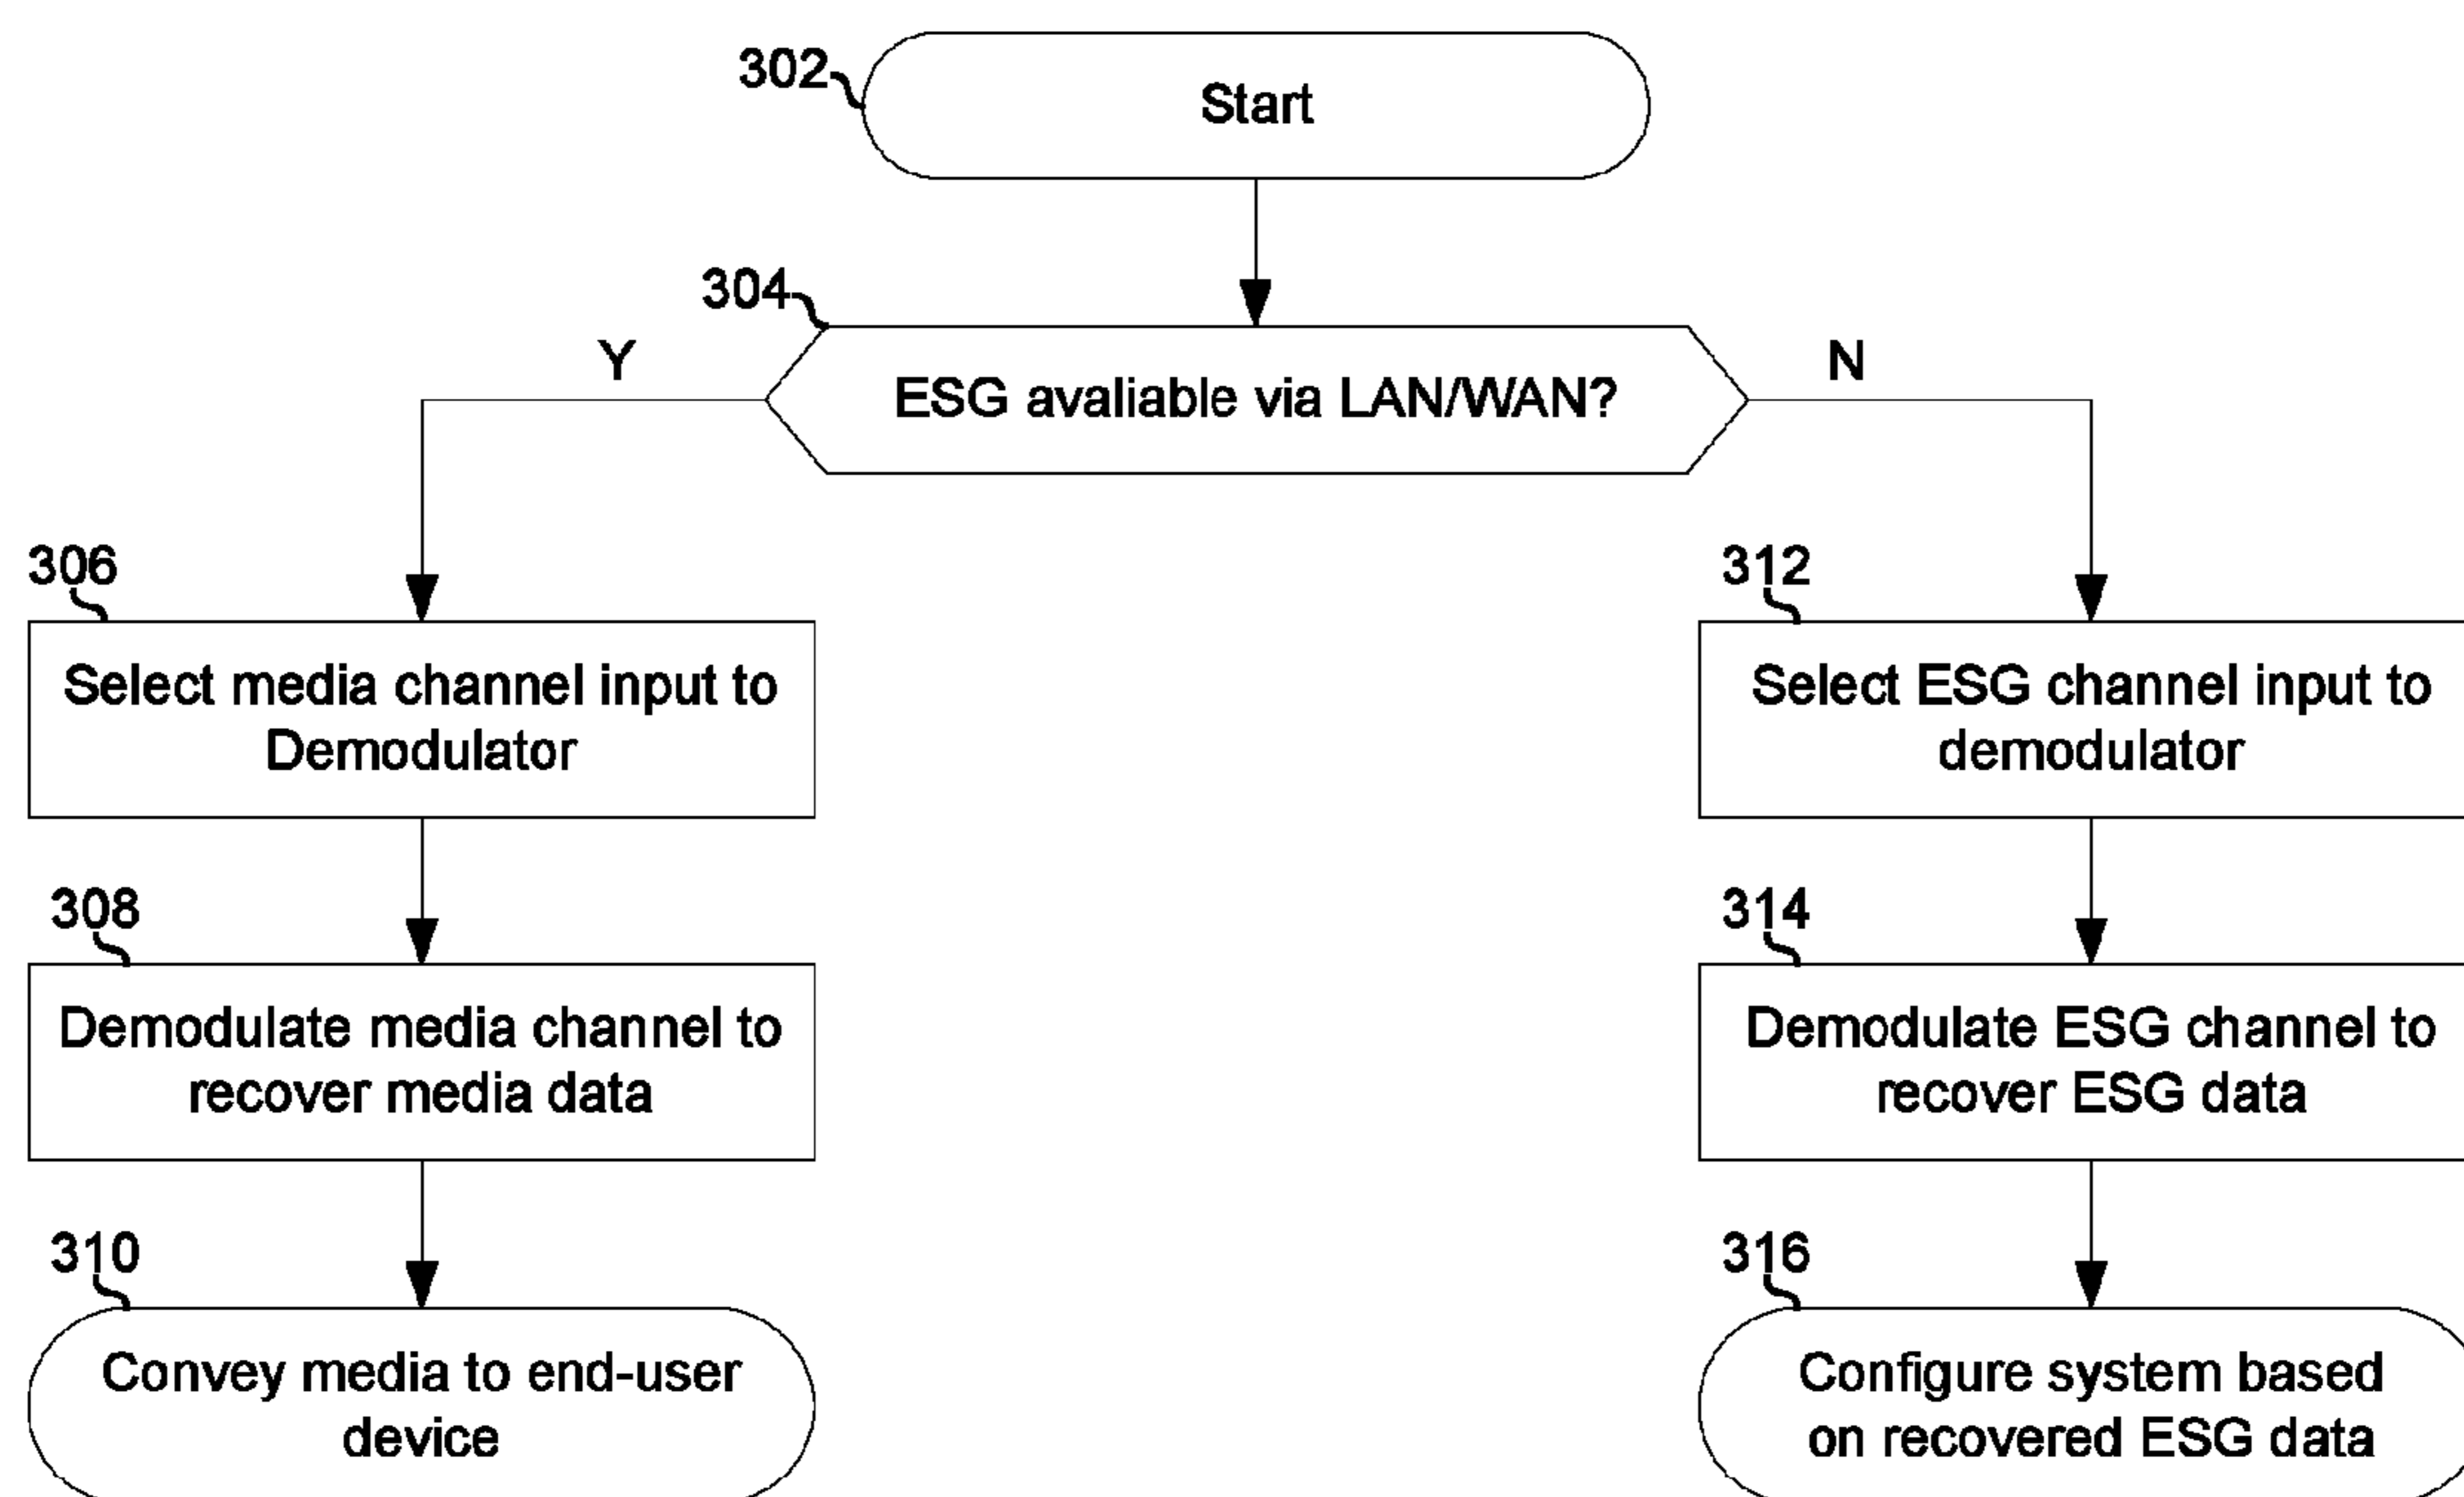 302
Start
304
Y
N
ESG avaliable via LAN/WAN?
306
312
Select media channel input to
Demodulator
Select ESG channel input to
demodulator
308
314
Demodulate media channel to
recover media data
Demodulate ESG channel to
recover ESG data
310
316
Convey media to end-user
device
Configure system based
on recovered ESG data